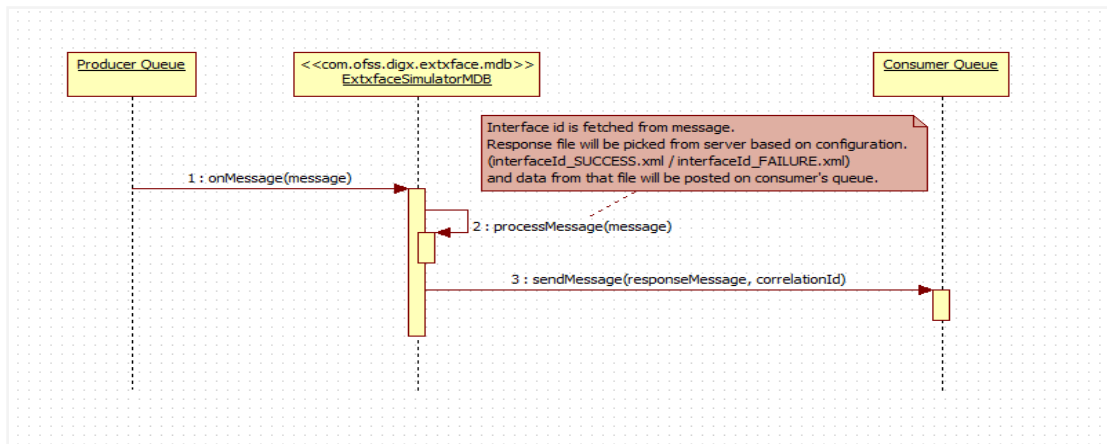 Producer Queue
<<com.ofss.digx.extxface.mdb>>
ExtxfaceSimulatorMDB
Consumer Queue
Interface id is fetched from message.
Response file will be picked from server based on configuration.
(interfaceId_SUCCESS.xml / interfaceId_FAILURE.xml)
and data from that file will be posted on consumer's queue.
1 : onMessage(message)
2 : processMessage(message)
3 : sendMessage(responseMessage, correlationId)